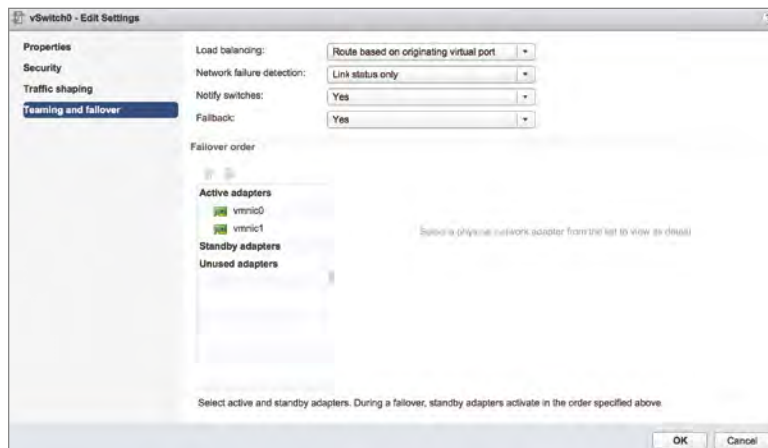 vSwitch0 - Edit Settings
Properties
Security
Traffic shaping
Teaming and failover
Load balancing: Route based on originating virtual port
Network failure detection: Link status only
Notify switches: Yes
Failback: Yes
Failover order
Active adapters
vmnic0
vmnic1
Standby adapters
Unused adapters
Select a physical network adapter from the list to view its details.
Select active and standby adapters. During a failover, standby adapters activate in the order specified above.
OK Cancel